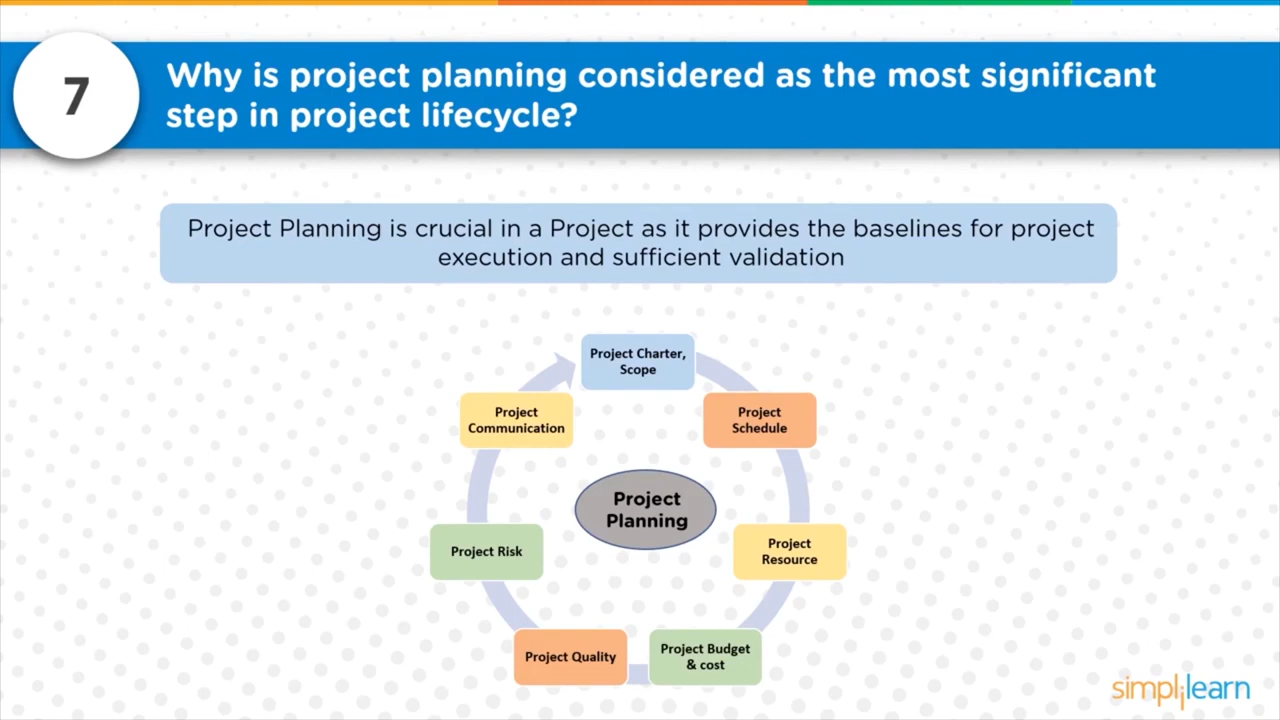 7
Why is project planning considered as the most significant
step in project lifecycle?
Project Planning is crucial in a Project as it provides the baselines for project
execution and sufficient validation
Project Charter,
Scope
Project
Schedule
Project
Resource
Project Budget
& cost
Project Quality
Project Risk
Project
Communication
Project
Planning
simplilearn